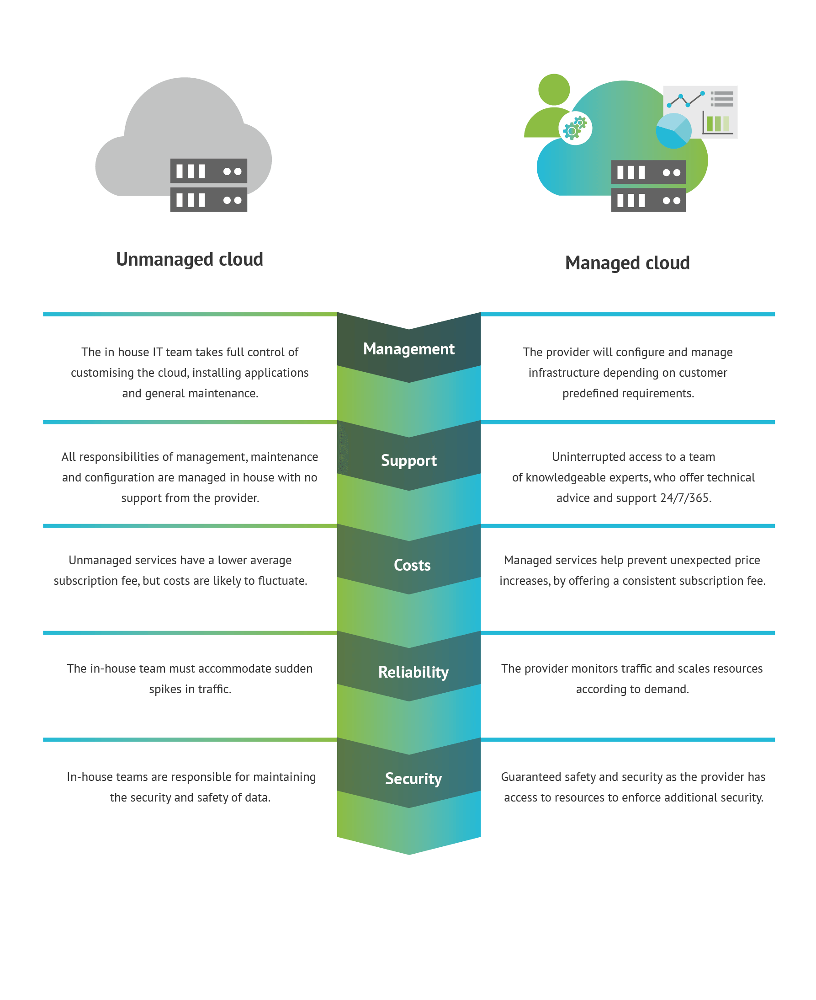 Unmanaged cloud
Managed cloud
Management
The in house IT team takes full control of
customising the cloud, installing applications
and general maintenance.
The provider will configure and manage
infrastructure depending on customer
predefined requirements.
Support
All responsibilities of management, maintenance
and configuration are managed in house with no
support from the provider.
Uninterrupted access to a team
of knowledgeable experts, who offer technical
advice and support 24/7/365.
Costs
Unmanaged services have a lower average
subscription fee, but costs are likely to fluctuate.
Managed services help prevent unexpected price
increases, by offering a consistent subscription fee.
Reliability
The in-house team must accommodate sudden
spikes in traffic.
The provider monitors traffic and scales resources
according to demand.
Security
In-house teams are responsible for maintaining
the security and safety of data.
Guaranteed safety and security as the provider has
access to resources to enforce additional security.